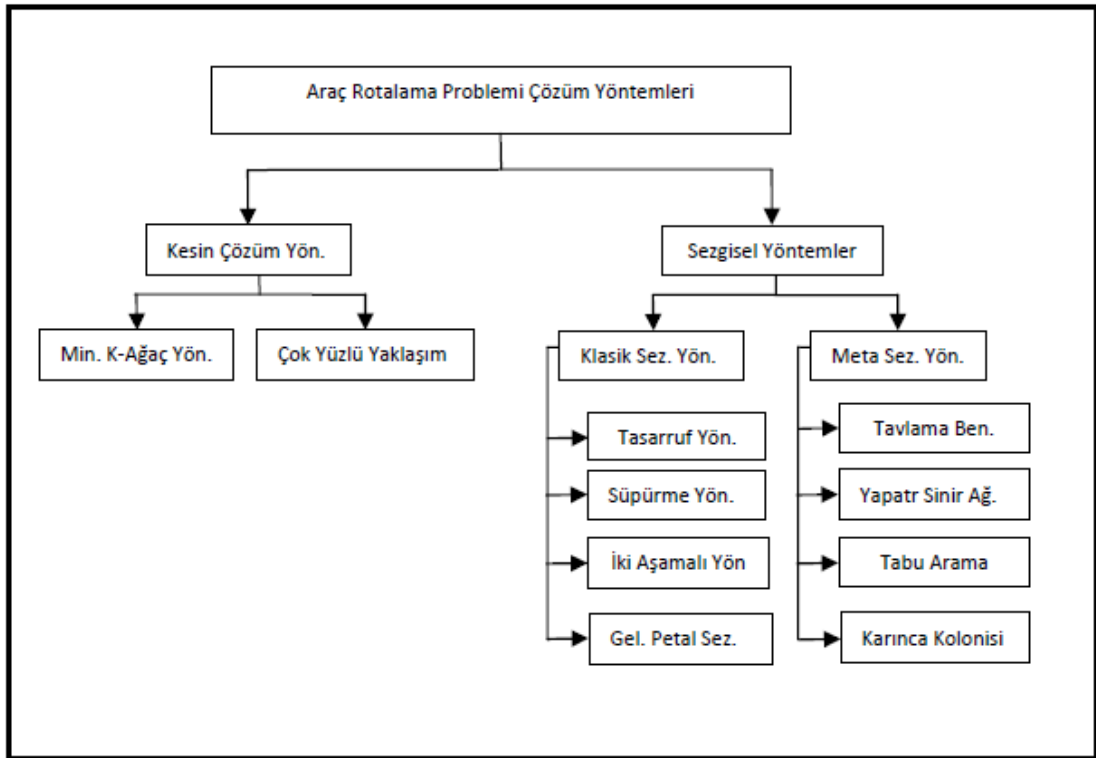 Araç Rotalama Problemi Çözüm Yöntemleri
Kesin Çözüm Yön.
Sezgisel Yöntemler
Min. K-Ağaç Yön.
Çok Yüzlü Yaklaşım
Klasik Sez. Yön.
Meta Sez. Yön.
Tasarruf Yön.
Süpürme Yön.
İki Aşamalı Yön
Gel. Petal Sez.
Tavlama Ben.
Yapatr Sinir Ağ.
Tabu Arama
Karınca Kolonisi